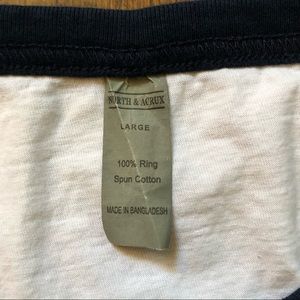 NORTH & ACRUX
LARGE
100% Ring
Spun Cotton
MADE IN BANGLADESH